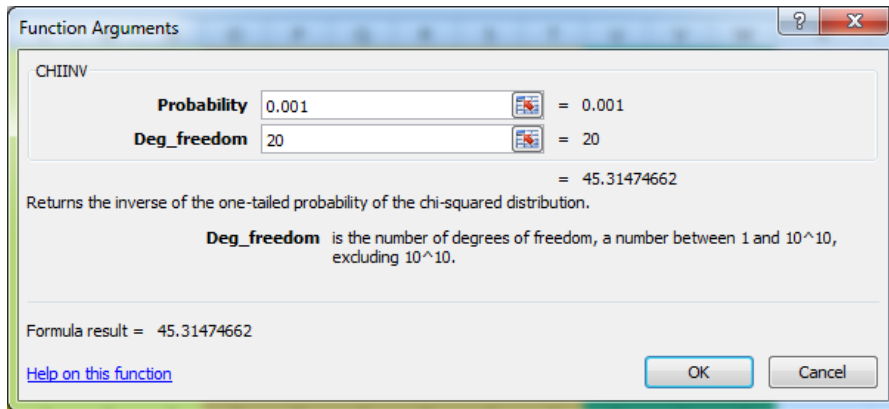 Function Arguments
CHIINV
Probability 0.001 = 0.001
Deg_freedom 20 = 20
= 45.31474662
Returns the inverse of the one-tailed probability of the chi-squared distribution.
Deg_freedom is the number of degrees of freedom, a number between 1 and 10^10,
excluding 10^10.
Formula result = 45.31474662
Help on this function
OK Cancel